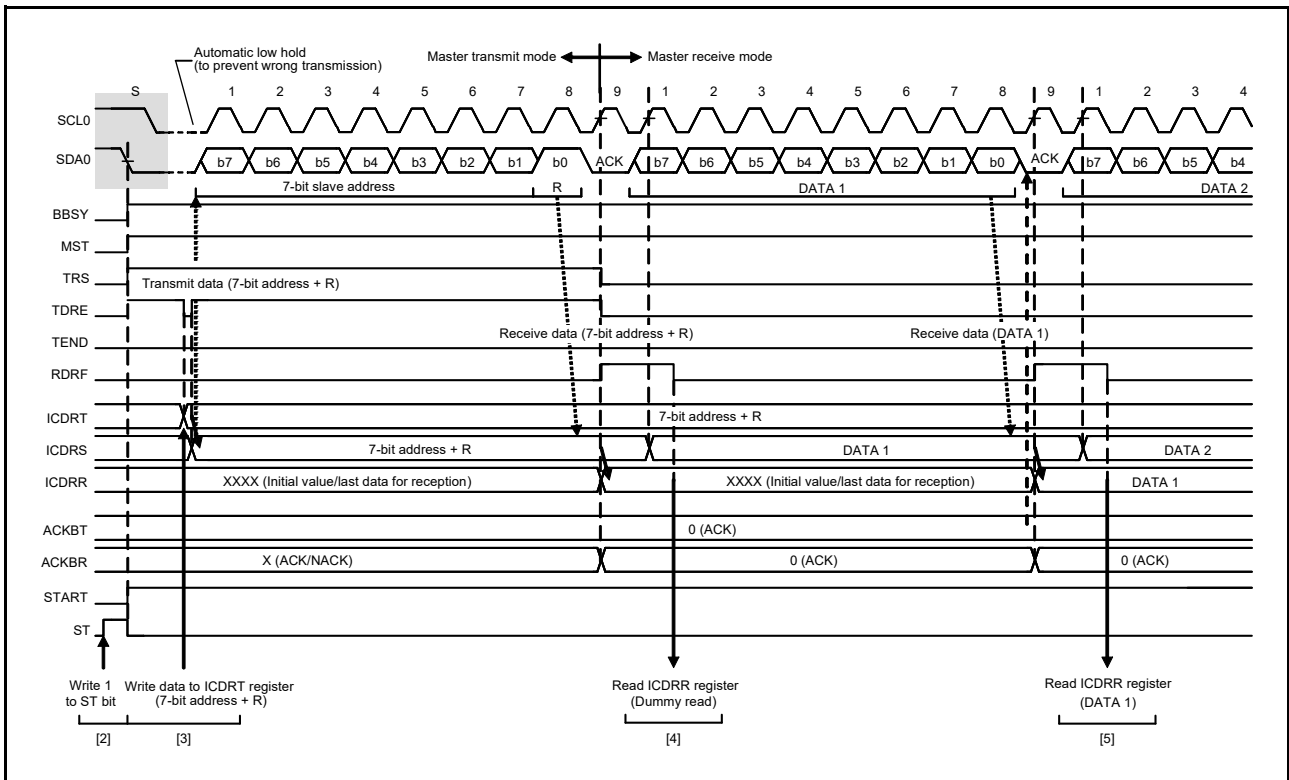 Automatic low hold
(to prevent wrong transmission)
Master transmit mode
Master receive mode
S 1 2 3 4 5 6 7 8 9 1 2 3 4 5 6 7 8 9 1 2 3 4
SCL0
SDA0 b7 b6 b5 b4 b3 b2 b1 b0 ACK b7 b6 b5 b4 b3 b2 b1 b0 ACK b7 b6 b5 b4
7-bit slave address R DATA 1 DATA 2
BBSY
MST
TRS
Transmit data (7-bit address + R)
TDRE
Receive data (7-bit address + R) Receive data (DATA 1)
TEND
RDRF
ICDRT 7-bit address + R
ICDRS 7-bit address + R DATA 1 DATA 2
ICDRR XXXX (Initial value/last data for reception) XXXX (Initial value/last data for reception) DATA 1
ACKBT 0 (ACK)
ACKBR X (ACK/NACK) 0 (ACK) 0 (ACK)
START
ST
Write 1
to ST bit
Write data to ICDRT register
(7-bit address + R)
Read ICDRR register
(Dummy read)
Read ICDRR register
(DATA 1)
[2] [3] [4] [5]